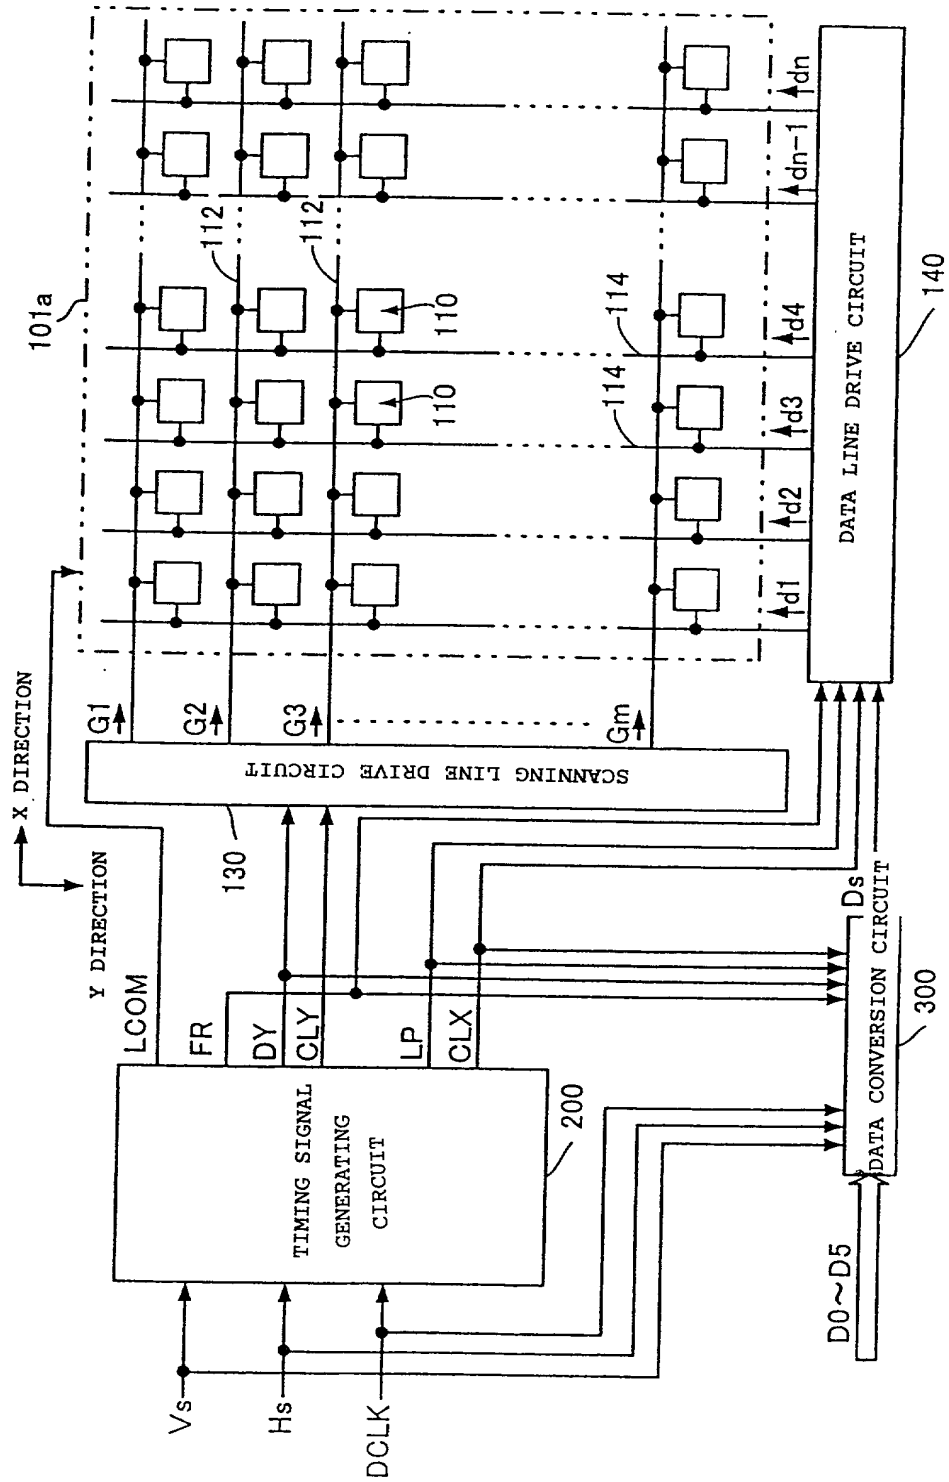 X DIRECTION
Y DIRECTION
101a
Vs
Hs
DCLK
TIMING SIGNAL
GENERATING
CIRCUIT
200
LCOM
FR
DY
CLY
LP
CLX
130
SCANNING LINE DRIVE CIRCUIT
G1
G2
G3
Gm
112
112
110
110
114
114
d1
d2
d3
d4
dn-1
dn
DATA LINE DRIVE CIRCUIT
140
D0~D5
DATA CONVERSION CIRCUIT
Ds
300